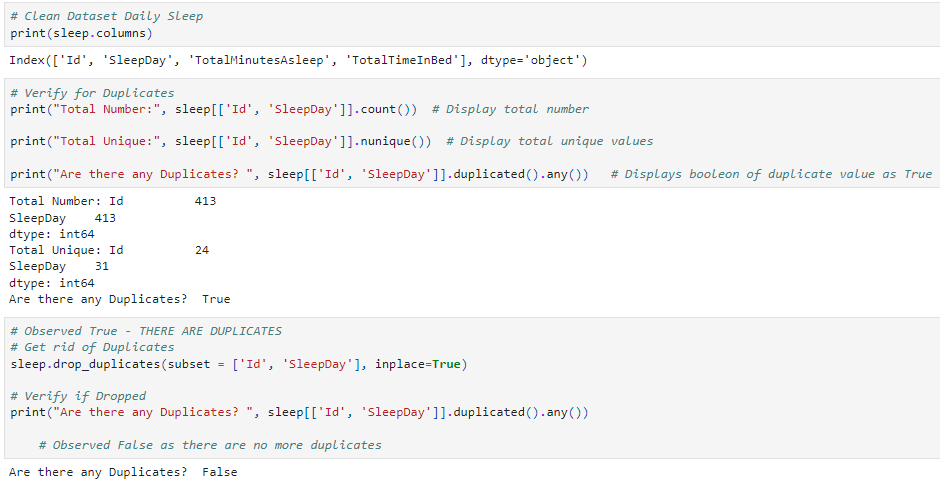 # Clean Dataset Daily Sleep
print(sleep.columns)
Index(['Id', 'SleepDay', 'TotalMinutesAsleep', 'TotalTimeInBed'], dtype='object')
# Verify for Duplicates
print("Total Number:", sleep[['Id', 'SleepDay']].count())  # Display total number
print("Total Unique:", sleep[['Id', 'SleepDay']].nunique())  # Display total unique values
print("Are there any Duplicates? ", sleep[['Id', 'SleepDay']].duplicated().any())   # Displays booleon of duplicate value as True
Total Number: Id          413
SleepDay    413
dtype: int64
Total Unique: Id          24
SleepDay    31
dtype: int64
Are there any Duplicates?  True
# Observed True - THERE ARE DUPLICATES
# Get rid of Duplicates
sleep.drop_duplicates(subset = ['Id', 'SleepDay'], inplace=True)
# Verify if Dropped
print("Are there any Duplicates? ", sleep[['Id', 'SleepDay']].duplicated().any())
# Observed False as there are no more duplicates
Are there any Duplicates?  False